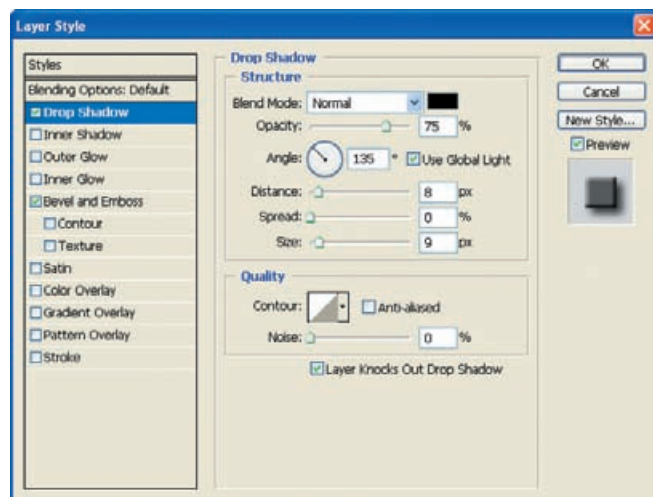 Layer Style
Styles
Blending Options: Default
Drop Shadow
Inner Shadow
Outer Glow
Inner Glow
Bevel and Emboss
Contour
Texture
Satin
Color Overlay
Gradient Overlay
Pattern Overlay
Stroke
Drop Shadow
Structure
Blend Mode: Normal
Opacity: 75 %
Angle: 135 ° Use Global Light
Distance: 8 px
Spread: 0 %
Size: 9 px
Quality
Contour: Anti-aliased
Noise: 0 %
Layer Knocks Out Drop Shadow
OK
Cancel
New Style...
Preview